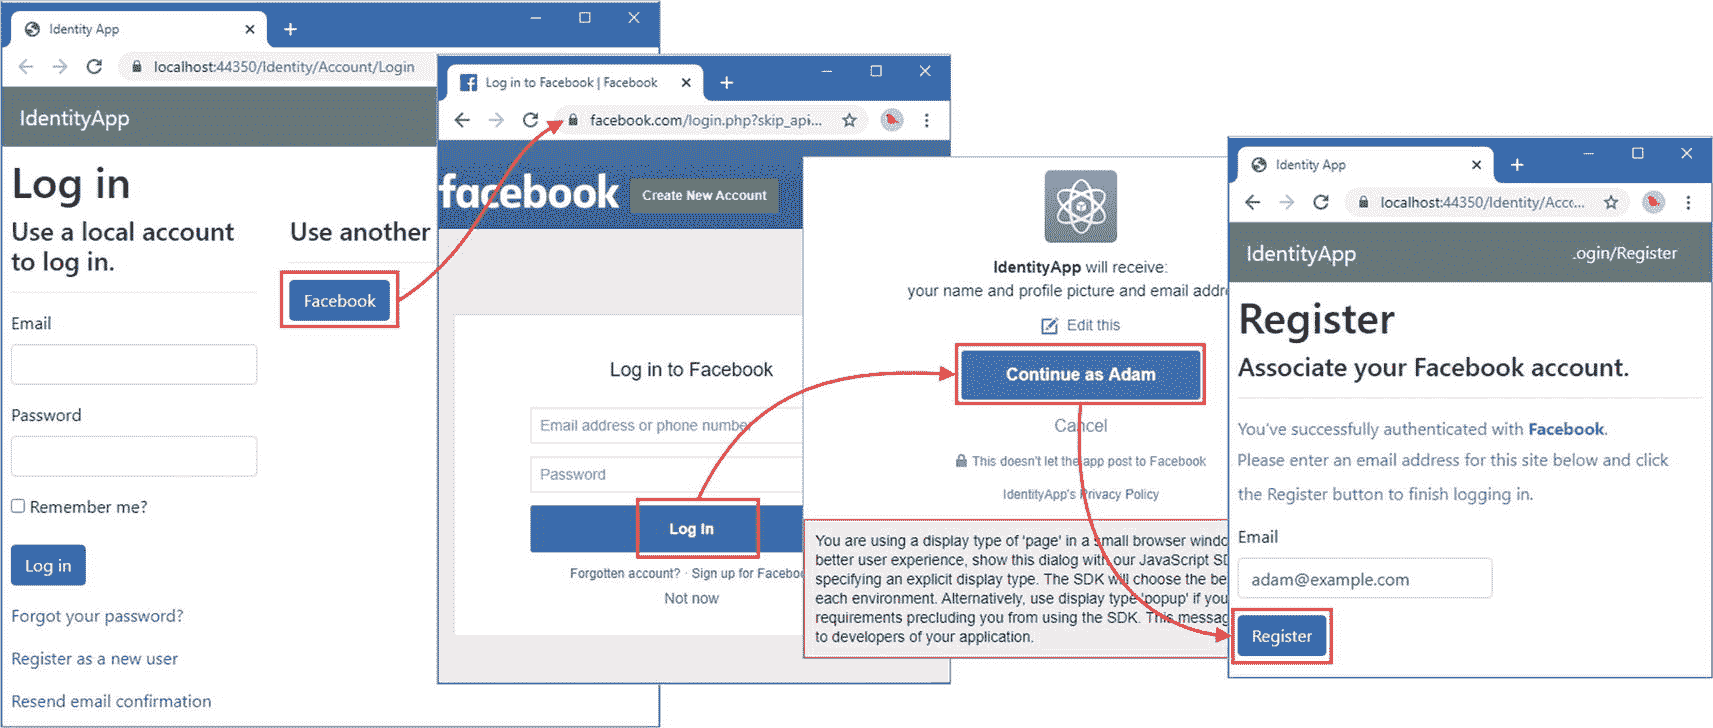 Identity App
localhost:44350/Identity/Account/Login
IdentityApp
Log in
Use a local account
to log in.
Email
Password
Remember me?
Log in
Forgot your password?
Register as a new user
Resend email confirmation
Use another
Facebook
Log in to Facebook | Facebook
facebook.com/login.php?skip_api...
facebook
Create New Account
Log in to Facebook
Email address or phone number
Password
Log In
Forgotten account? · Sign up for Faceboo
Not now
IdentityApp will receive:
your name and profile picture and email addre
Edit this
Continue as Adam
Cancel
This doesn't let the app post to Facebook
IdentityApp's Privacy Policy
You are using a display type of 'page' in a small browser windo
better user experience, show this dialog with our JavaScript SD
specifying an explicit display type. The SDK will choose the be
each environment. Alternatively, use display type 'popup' if you
requirements precluding you from using the SDK. This messag
to developers of your application.
Identity App
localhost:44350/Identity/Acco...
IdentityApp
.ogin/Register
Register
Associate your Facebook account.
You've successfully authenticated with Facebook.
Please enter an email address for this site below and click
the Register button to finish logging in.
Email
adam@example.com
Register